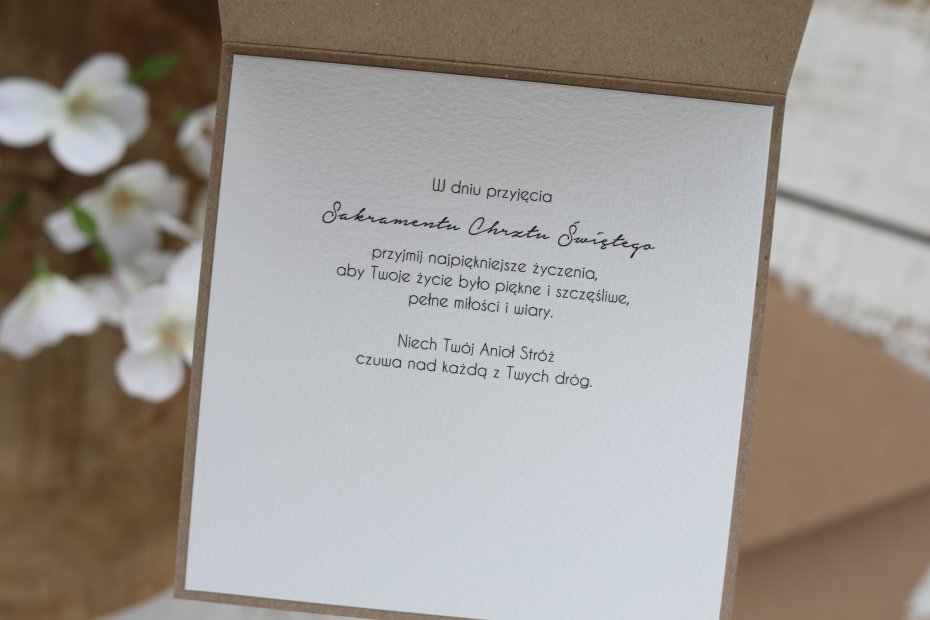 W dniu przyjęcia
Sakramentu Chrztu Świętego
przyjmij najpiękniejsze życzenia,
aby Twoje życie było piękne i szczęśliwe,
pełne miłości i wiary.
Niech Twój Anioł Stróż
czuwa nad każdą z Twych dróg.